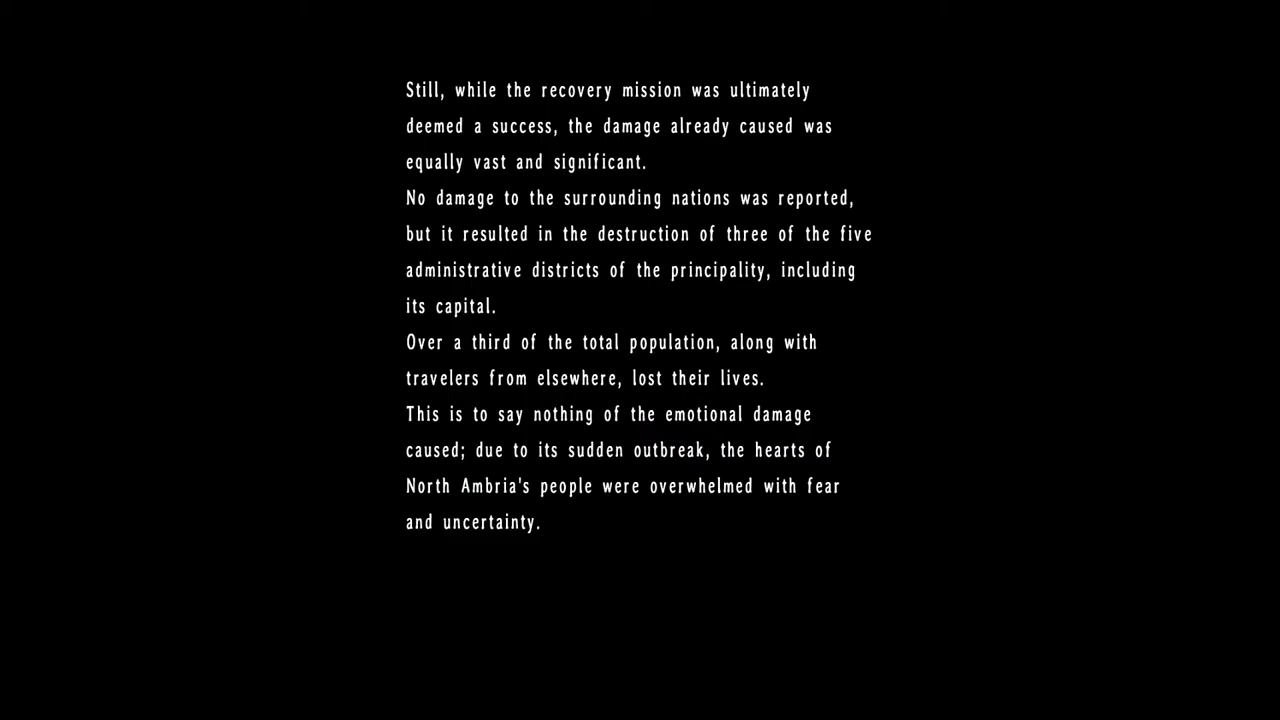 Still, while the recovery mission was ultimately
deemed a success, the damage already caused was
equally vast and significant.
No damage to the surrounding nations was reported,
but it resulted in the destruction of three of the five
administrative districts of the principality, including
its capital.
Over a third of the total population, along with
travelers from elsewhere, lost their lives.
This is to say nothing of the emotional damage
caused; due to its sudden outbreak, the hearts of
North Ambria's people were overwhelmed with fear
and uncertainty.